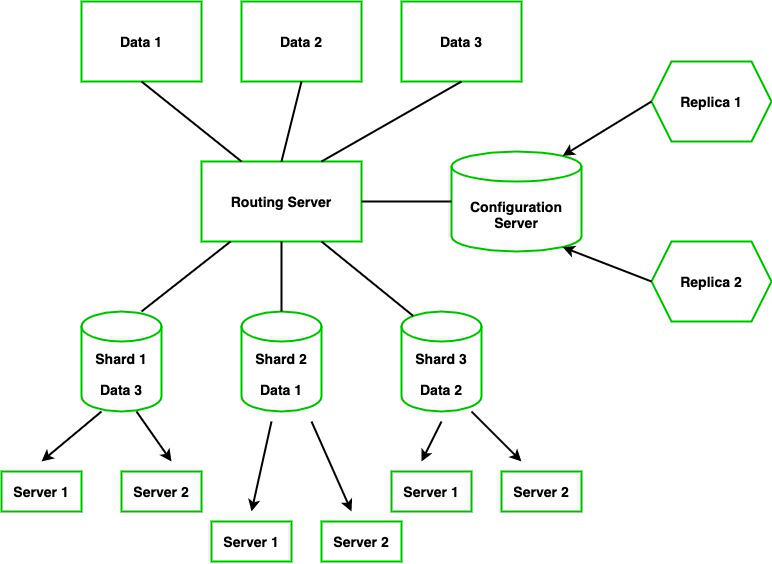 Data 1
Data 2
Data 3
Replica 1
Routing Server
Configuration
Server
Replica 2
Shard 1
Data 3
Shard 2
Data 1
Shard 3
Data 2
Server 1
Server 2
Server 1
Server 2
Server 1
Server 2